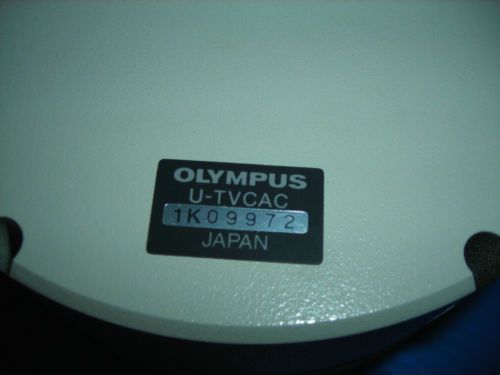 OLYMPUS
U-TVCAC
1K09972
JAPAN